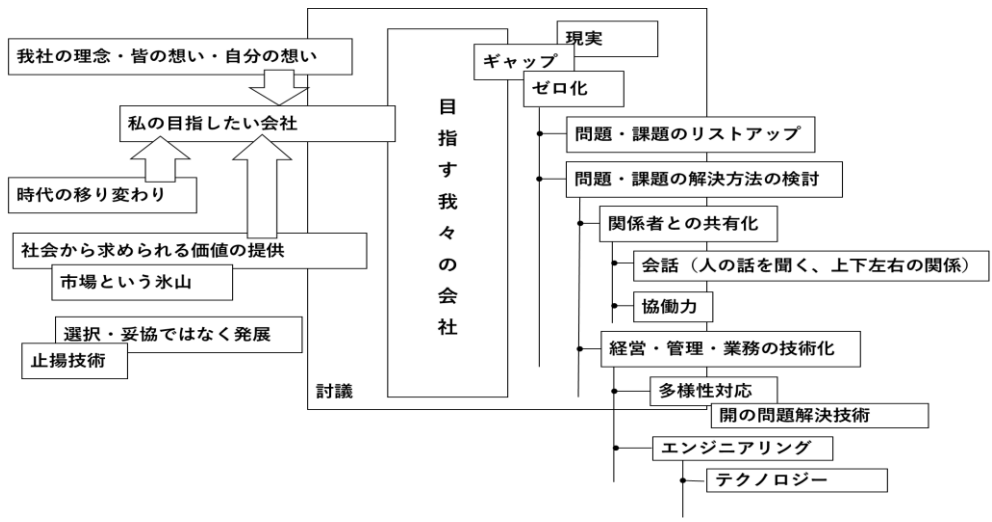 我社の理念・皆の想い・自分の想い
私の目指したい会社
時代の移り変わり
社会から求められる価値の提供
市場という氷山
選択・妥協ではなく発展
止揚技術
討議
目指す我々の会社
現実
ギャップ
ゼロ化
問題・課題のリストアップ
問題・課題の解決方法の検討
関係者との共有化
会話（人の話を聞く、上下左右の関係）
協働力
経営・管理・業務の技術化
多様性対応
開の問題解決技術
エンジニアリング
テクノロジー